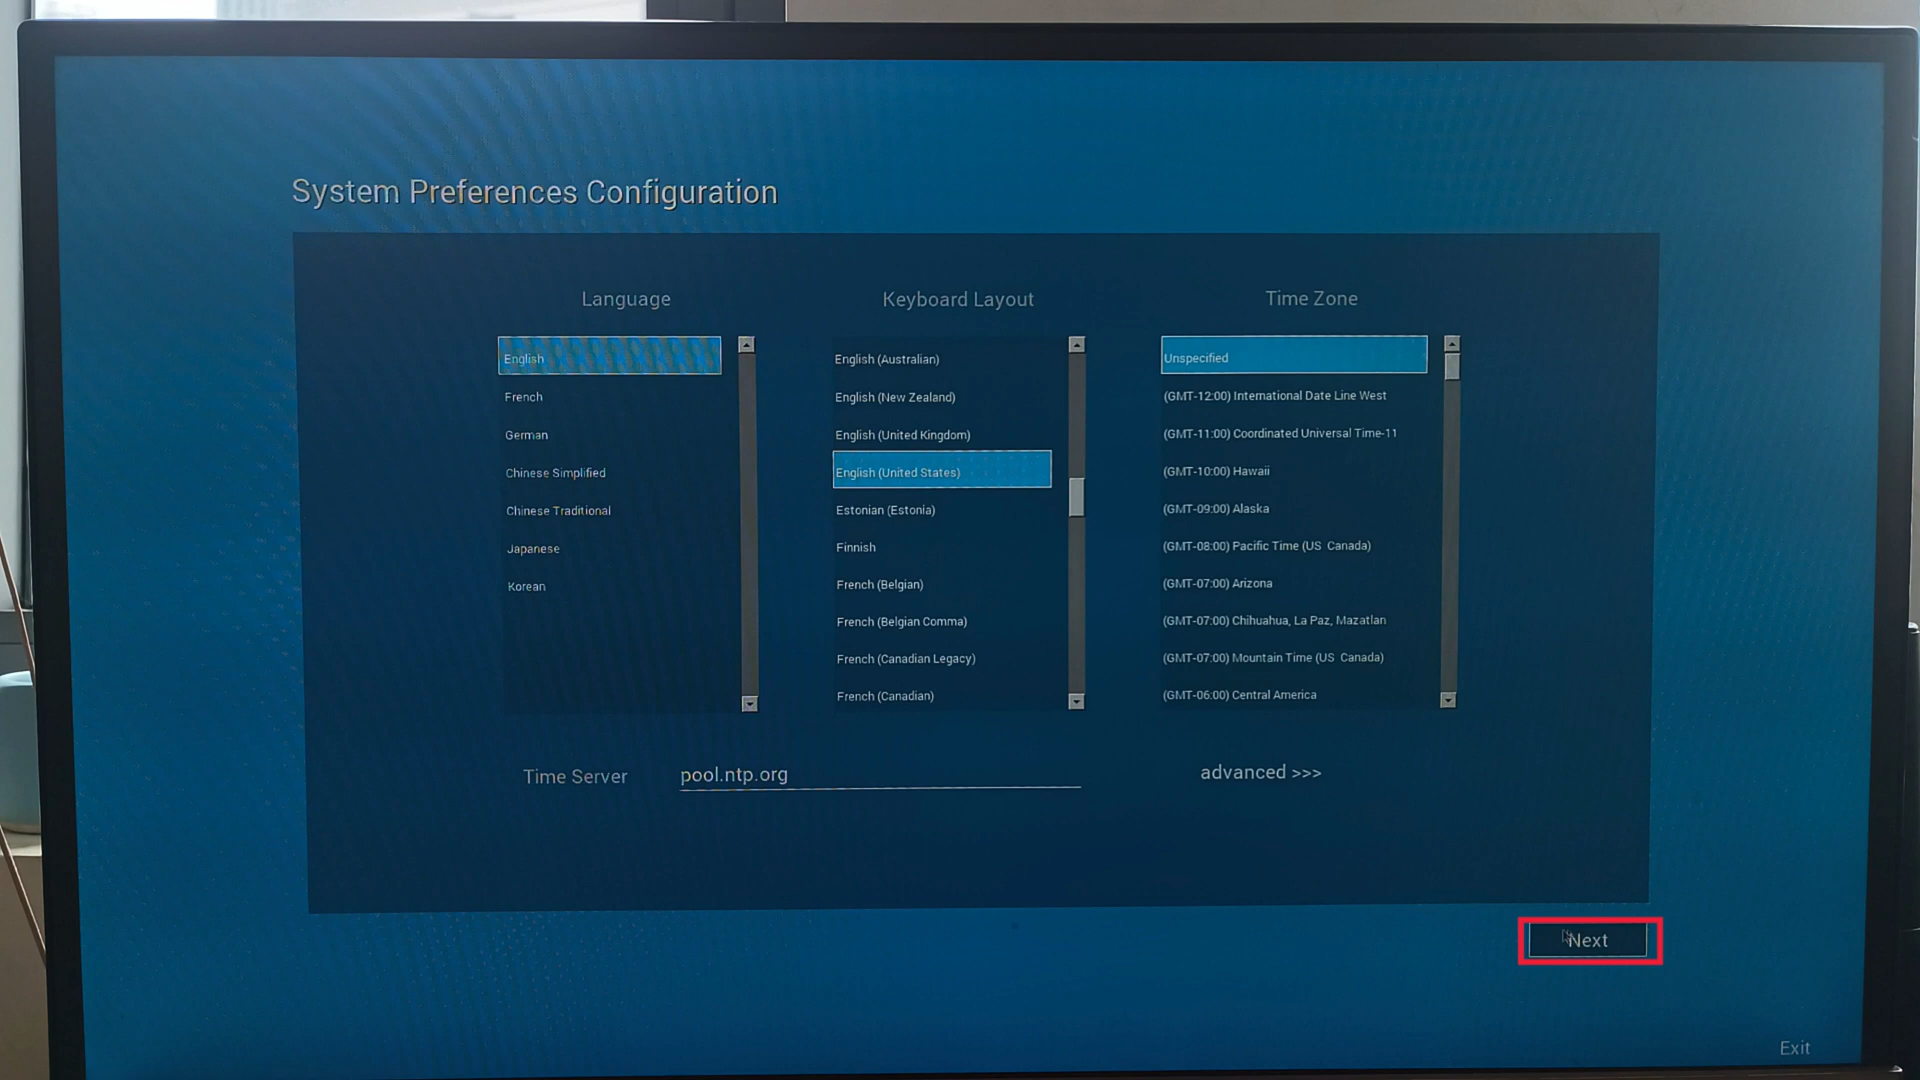 System Preferences Configuration
Language
English
French
German
Chinese Simplified
Chinese Traditional
Japanese
Korean
Keyboard Layout
English (Australian)
English (New Zealand)
English (United Kingdom)
English (United States)
Estonian (Estonia)
Finnish
French (Belgian)
French (Belgian Comma)
French (Canadian Legacy)
French (Canadian)
Time Zone
Unspecified
(GMT-12:00) International Date Line West
(GMT-11:00) Coordinated Universal Time-11
(GMT-10:00) Hawaii
(GMT-09:00) Alaska
(GMT-08:00) Pacific Time (US Canada)
(GMT-07:00) Arizona
(GMT-07:00) Chihuahua, La Paz, Mazatlan
(GMT-07:00) Mountain Time (US Canada)
(GMT-06:00) Central America
Time Server pool.ntp.org
advanced >>>
Next
Exit